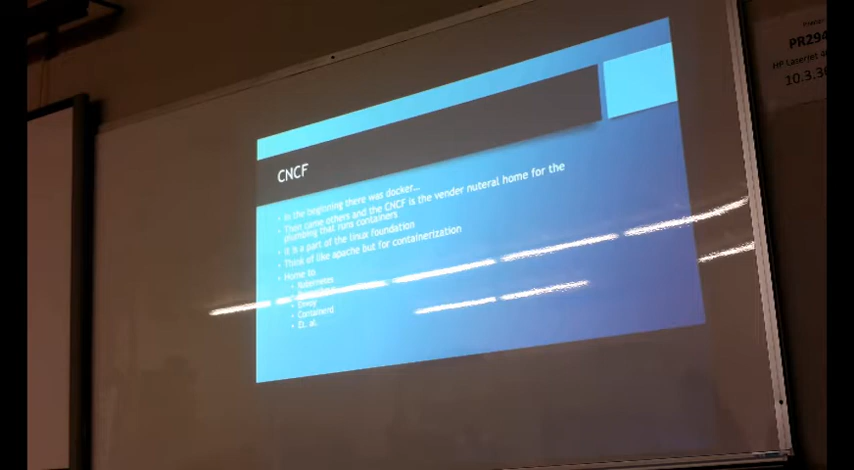 CNCF
In the beginning there was docker...
Then came others and the CNCF is the vender nuteral home for the
plumbing that runs containers
It is a part of the linux foundation
Think of like apache but for containerization
Home to
Kubernetes
Envoy
Containerd
Et. al.
PR294
HP Laserjet
10.3.3